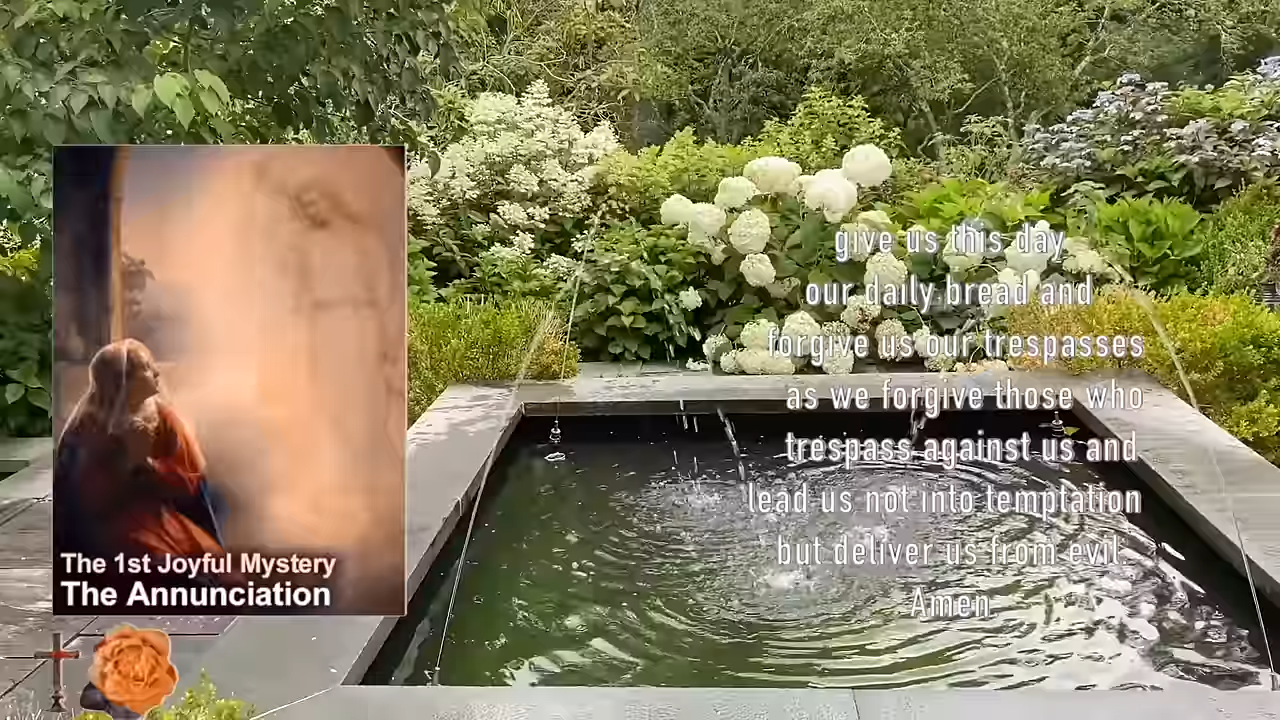 give us this day
our daily bread and
forgive us our trespasses
as we forgive those who
trespass against us and
lead us not into temptation
but deliver us from evil.
Amen
The 1st Joyful Mystery
The Annunciation